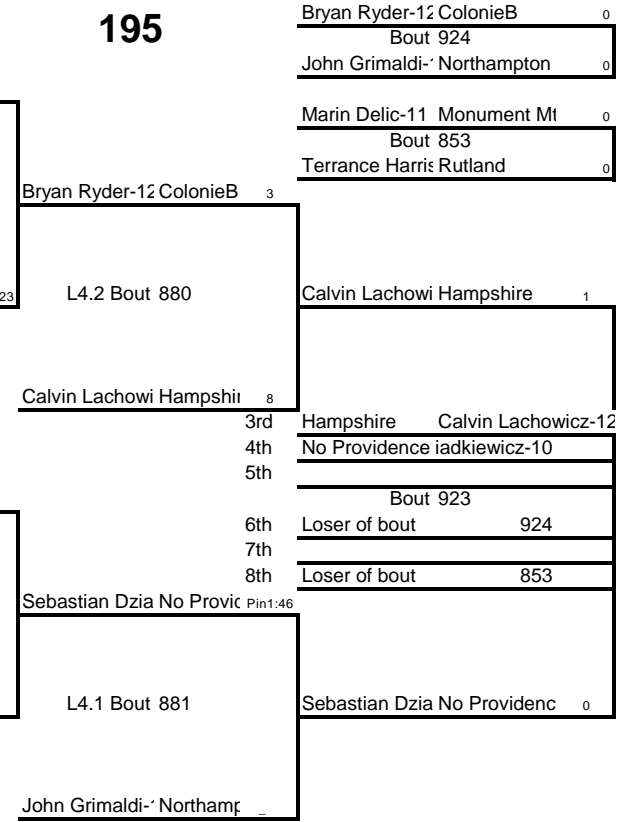 195
Bryan Ryder-12 ColonieB 0
Bout 924
John Grimaldi- Northampton 0
Marin Delic-11 Monument Mt 0
Bout 853
Terrance Harris Rutland 0
Bryan Ryder-12 ColonieB 3
23 L4.2 Bout 880 Calvin Lachowi Hampshire 1
Calvin Lachowi Hampshir 8
3rd Hampshire Calvin Lachowicz-12
4th No Providence iadkiewicz-10
5th
Bout 923
6th Loser of bout 924
7th
8th Loser of bout 853
Sebastian Dzia No Provid Pin1:46
L4.1 Bout 881 Sebastian Dzia No Providenc 0
John Grimaldi- Northamp _